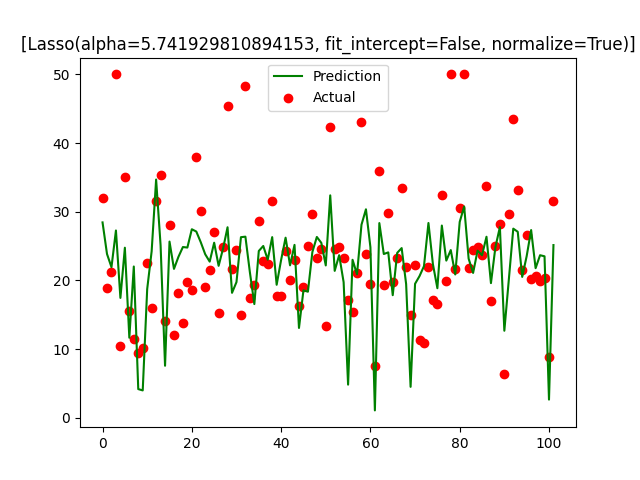 [Lasso(alpha=5.741929810894153, fit_intercept=False, normalize=True)]
Prediction
Actual
50
40
30
20
10
0
0 20 40 60 80 100